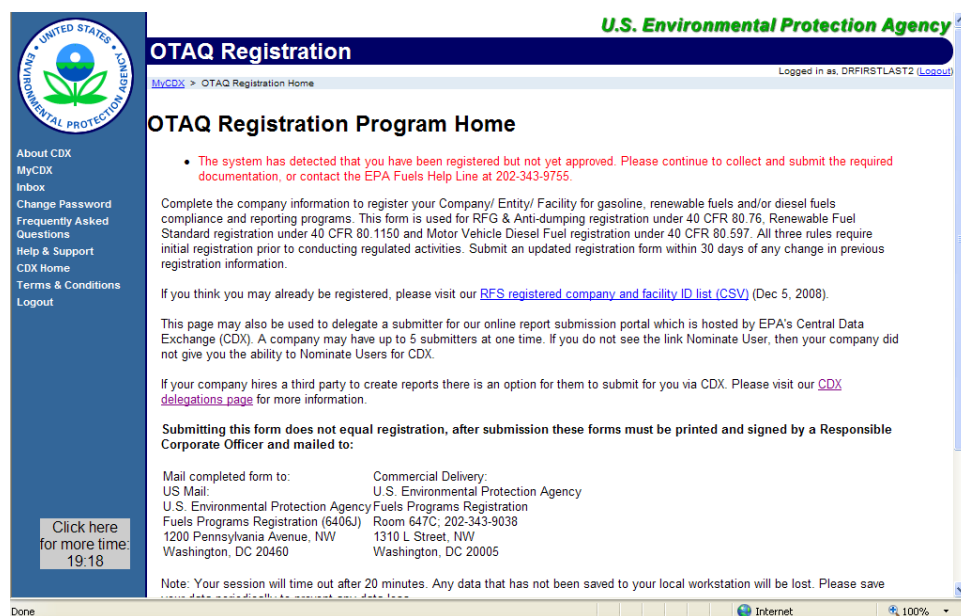 U.S. Environmental Protection Agency
UNITED STATES
ENVIRONMENTAL PROTECTION AGENCY
OTAQ Registration
Logged in as, DRFIRSTLAST2 (Logout)
MyCDX > OTAQ Registration Home
About CDX
MyCDX
Inbox
Change Password
Frequently Asked
Questions
Help & Support
CDX Home
Terms & Conditions
Logout
Click here
for more time:
19:18
OTAQ Registration Program Home
• The system has detected that you have been registered but not yet approved. Please continue to collect and submit the required
documentation, or contact the EPA Fuels Help Line at 202-343-9755.
Complete the company information to register your Company/ Entity/ Facility for gasoline, renewable fuels and/or diesel fuels
compliance and reporting programs. This form is used for RFG & Anti-dumping registration under 40 CFR 80.76, Renewable Fuel
Standard registration under 40 CFR 80.1150 and Motor Vehicle Diesel Fuel registration under 40 CFR 80.597. All three rules require
initial registration prior to conducting regulated activities. Submit an updated registration form within 30 days of any change in previous
registration information.
If you think you may already be registered, please visit our RFS registered company and facility ID list (CSV) (Dec 5, 2008).
This page may also be used to delegate a submitter for our online report submission portal which is hosted by EPA's Central Data
Exchange (CDX). A company may have up to 5 submitters at one time. If you do not see the link Nominate User, then your company did
not give you the ability to Nominate Users for CDX.
If your company hires a third party to create reports there is an option for them to submit for you via CDX. Please visit our CDX
delegations page for more information.
Submitting this form does not equal registration, after submission these forms must be printed and signed by a Responsible
Corporate Officer and mailed to:
Mail completed form to:
US Mail:
U.S. Environmental Protection Agency
Fuels Programs Registration (6406J)
1200 Pennsylvania Avenue, NW
Washington, DC 20460
Commercial Delivery:
U.S. Environmental Protection Agency
Fuels Programs Registration
Room 647C; 202-343-9038
1310 L Street, NW
Washington, DC 20005
Note: Your session will time out after 20 minutes. Any data that has not been saved to your local workstation will be lost. Please save
Done
Internet
100%